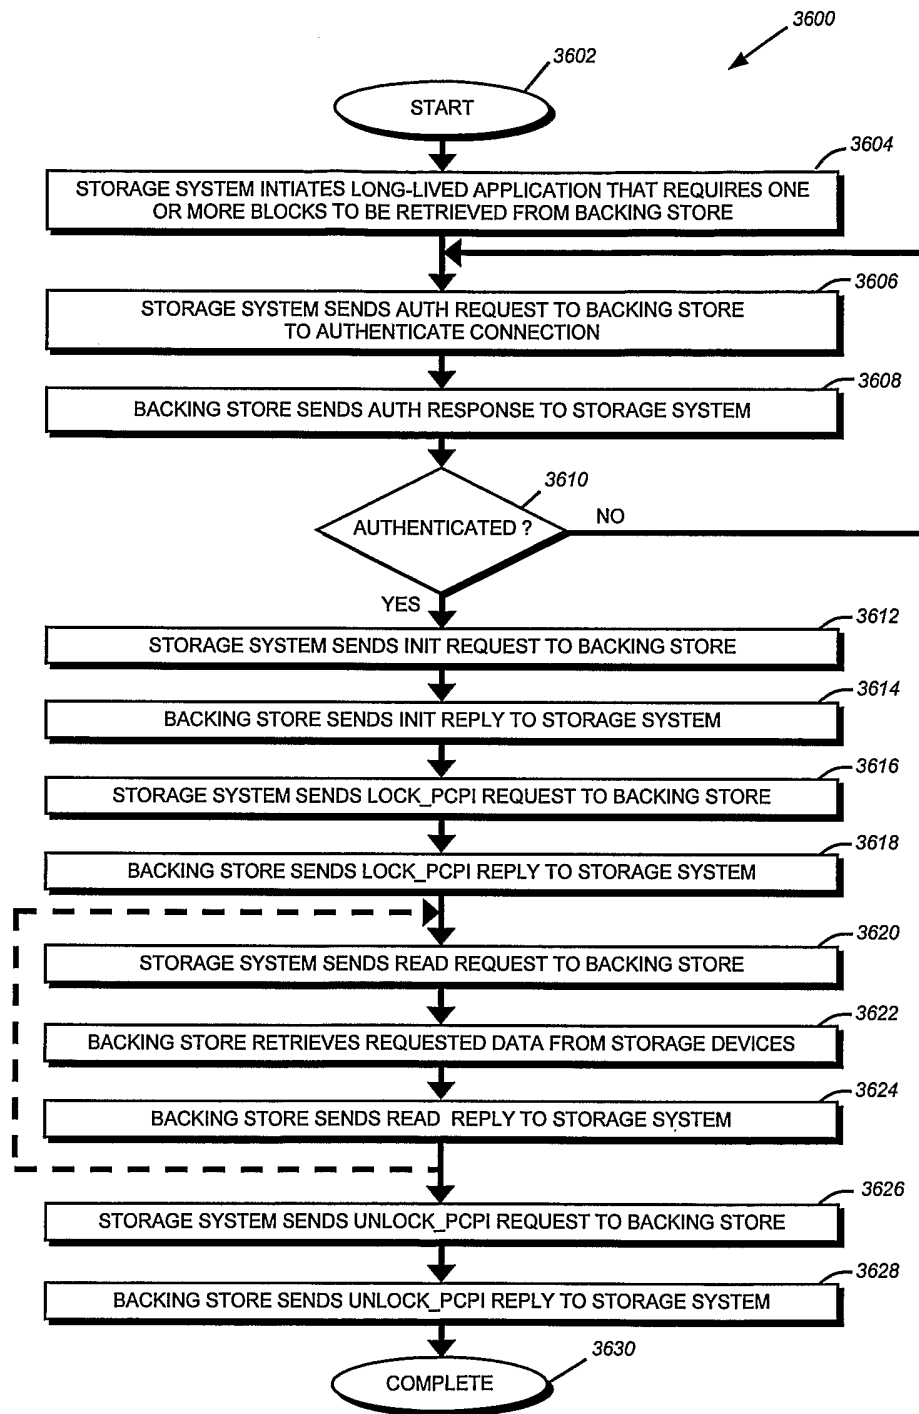 3600
3602
START
3604
STORAGE SYSTEM INTIATES LONG-LIVED APPLICATION THAT REQUIRES ONE
OR MORE BLOCKS TO BE RETRIEVED FROM BACKING STORE
3606
STORAGE SYSTEM SENDS AUTH REQUEST TO BACKING STORE
TO AUTHENTICATE CONNECTION
3608
BACKING STORE SENDS AUTH RESPONSE TO STORAGE SYSTEM
3610
AUTHENTICATED ?
NO
YES
3612
STORAGE SYSTEM SENDS INIT REQUEST TO BACKING STORE
3614
BACKING STORE SENDS INIT REPLY TO STORAGE SYSTEM
3616
STORAGE SYSTEM SENDS LOCK_PCPI REQUEST TO BACKING STORE
3618
BACKING STORE SENDS LOCK_PCPI REPLY TO STORAGE SYSTEM
3620
STORAGE SYSTEM SENDS READ REQUEST TO BACKING STORE
3622
BACKING STORE RETRIEVES REQUESTED DATA FROM STORAGE DEVICES
3624
BACKING STORE SENDS READ REPLY TO STORAGE SYSTEM
3626
STORAGE SYSTEM SENDS UNLOCK_PCPI REQUEST TO BACKING STORE
3628
BACKING STORE SENDS UNLOCK_PCPI REPLY TO STORAGE SYSTEM
3630
COMPLETE